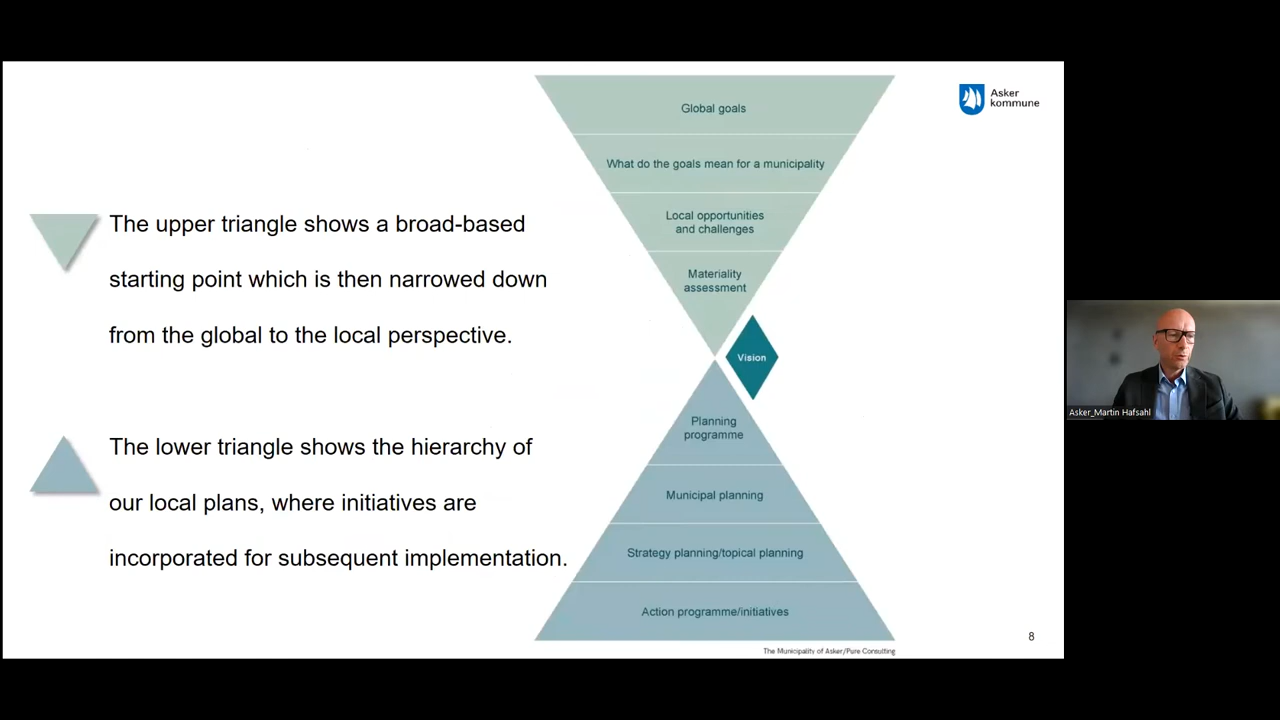 Asker
kommune
The upper triangle shows a broad-based
starting point which is then narrowed down
from the global to the local perspective.
The lower triangle shows the hierarchy of
our local plans, where initiatives are
incorporated for subsequent implementation.
Global goals
What do the goals mean for a municipality
Local opportunities
and challenges
Materiality
assessment
Vision
Planning
programme
Municipal planning
Strategy planning/topical planning
Action programme/initiatives
8
The Municipality of Asker/Pure Consulting
Asker_Martin Hafsahl